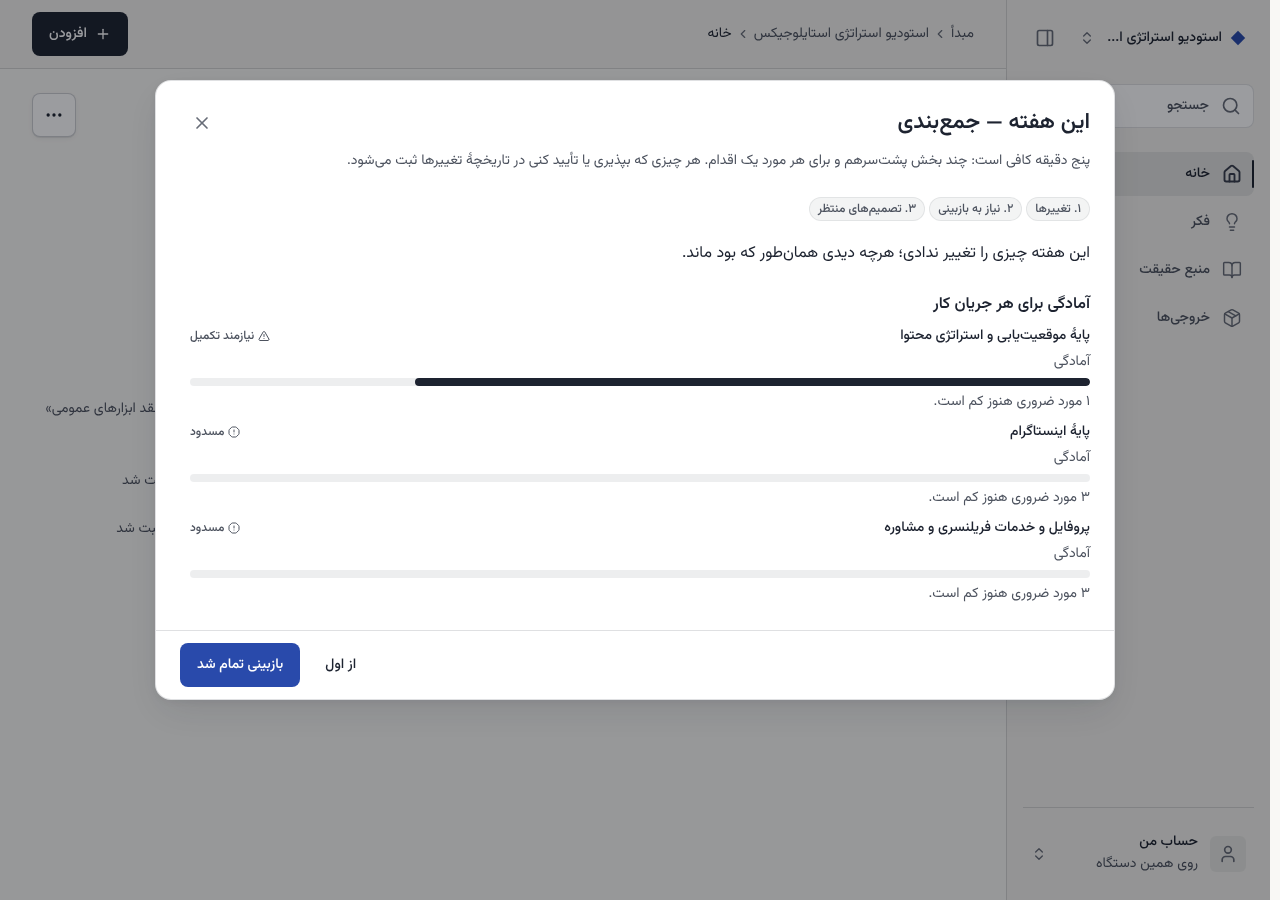 استودیو استراتژی ا...
مبدأ › استودیو استراتژی استایلوجیکس › خانه
افزودن
جستجو
خانه
فکر
منبع حقیقت
خروجی‌ها
این هفته — جمع‌بندی
پنج دقیقه کافی است: چند بخش پشت‌سرهم و برای هر مورد یک اقدام. هر چیزی که بپذیری یا تأیید کنی در تاریخچهٔ تغییرها ثبت می‌شود.
۱. تغییرها
۲. نیاز به بازبینی
۳. تصمیم‌های منتظر
این هفته چیزی را تغییر ندادی؛ هرچه دیدی همان‌طور که بود ماند.
آمادگی برای هر جریان کار
پایهٔ موقعیت‌یابی و استراتژی محتوا
نیازمند تکمیل
آمادگی
۱ مورد ضروری هنوز کم است.
پایهٔ اینستاگرام
مسدود
آمادگی
۳ مورد ضروری هنوز کم است.
پروفایل و خدمات فریلنسری و مشاوره
مسدود
آمادگی
۳ مورد ضروری هنوز کم است.
از اول
بازبینی تمام شد
ابزارهای عمومی»
شد
شد
حساب من
روی همین دستگاه